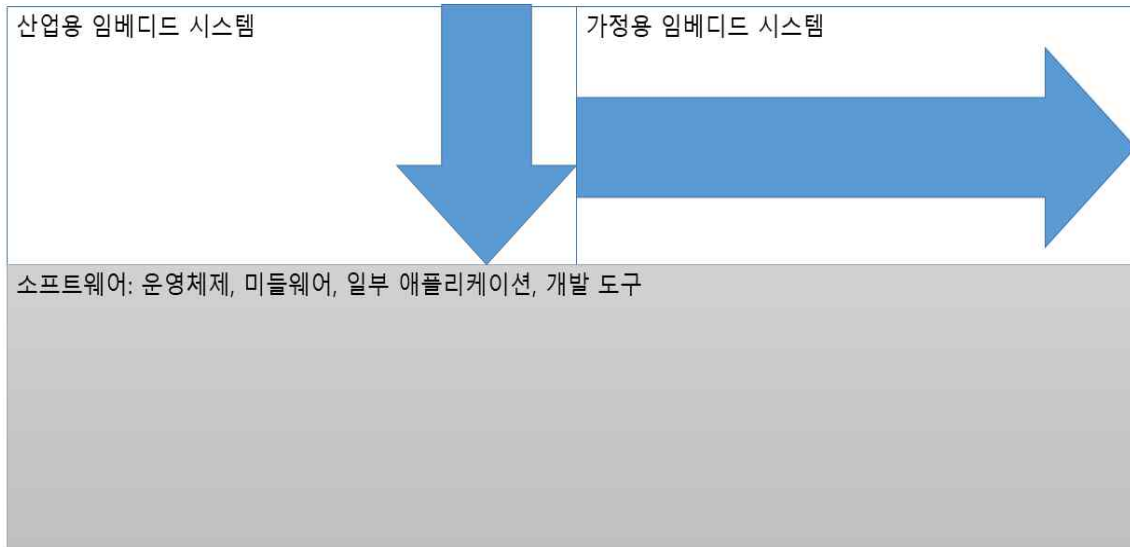 산업용 임베디드 시스템
가정용 임베디드 시스템
소프트웨어: 운영체제, 미들웨어, 일부 애플리케이션, 개발 도구